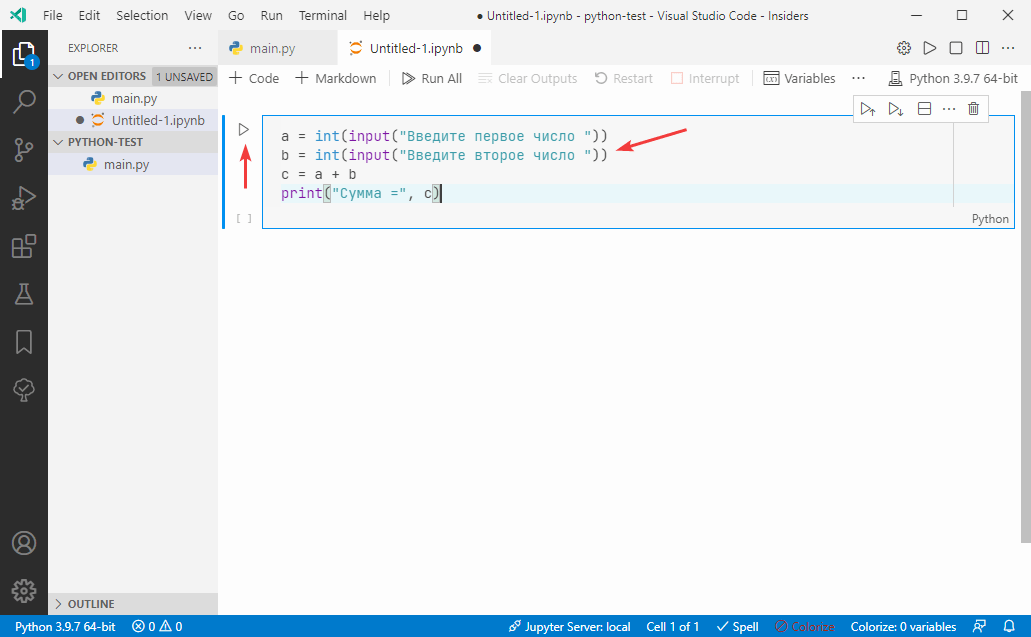 File Edit Selection View Go Run Terminal Help ● Untitled-1.ipynb - python-test - Visual Studio Code - Insiders
EXPLORER ···
main.py Untitled-1.ipynb ●
OPEN EDITORS 1 UNSAVED
main.py
● Untitled-1.ipynb
PYTHON-TEST
main.py
OUTLINE
1
+ Code + Markdown Run All Clear Outputs Restart Interrupt Variables ··· Python 3.9.7 64-bit
a = int(input("Введите первое число "))
b = int(input("Введите второе число "))
c = a + b
print("Сумма =", c)
[ ]
Python
Python 3.9.7 64-bit 0 0 Jupyter Server: local Cell 1 of 1 Spell Colorize Colorize: 0 variables